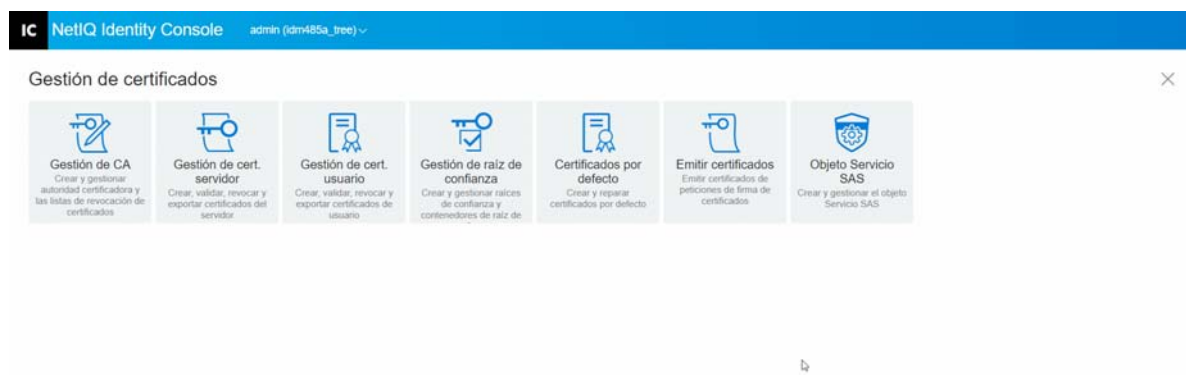 IC NetIQ Identity Console admin (idm485a_tree)
Gestión de certificados
Gestión de CA
Crear y gestionar
autoridad certificadora y
las listas de revocación de
certificados
Gestión de cert.
servidor
Crear, validar, revocar y
exportar certificados del
servidor
Gestión de cert.
usuario
Crear, validar, revocar y
exportar certificados de
usuario
Gestión de raíz de
confianza
Crear y gestionar raíces
de confianza y
contenedores de raíz de
Certificados por
defecto
Crear y reparar
certificados por defecto
Emitir certificados
Emitir certificados de
peticiones de firma de
certificados
Objeto Servicio
SAS
Crear y gestionar el objeto
Servicio SAS